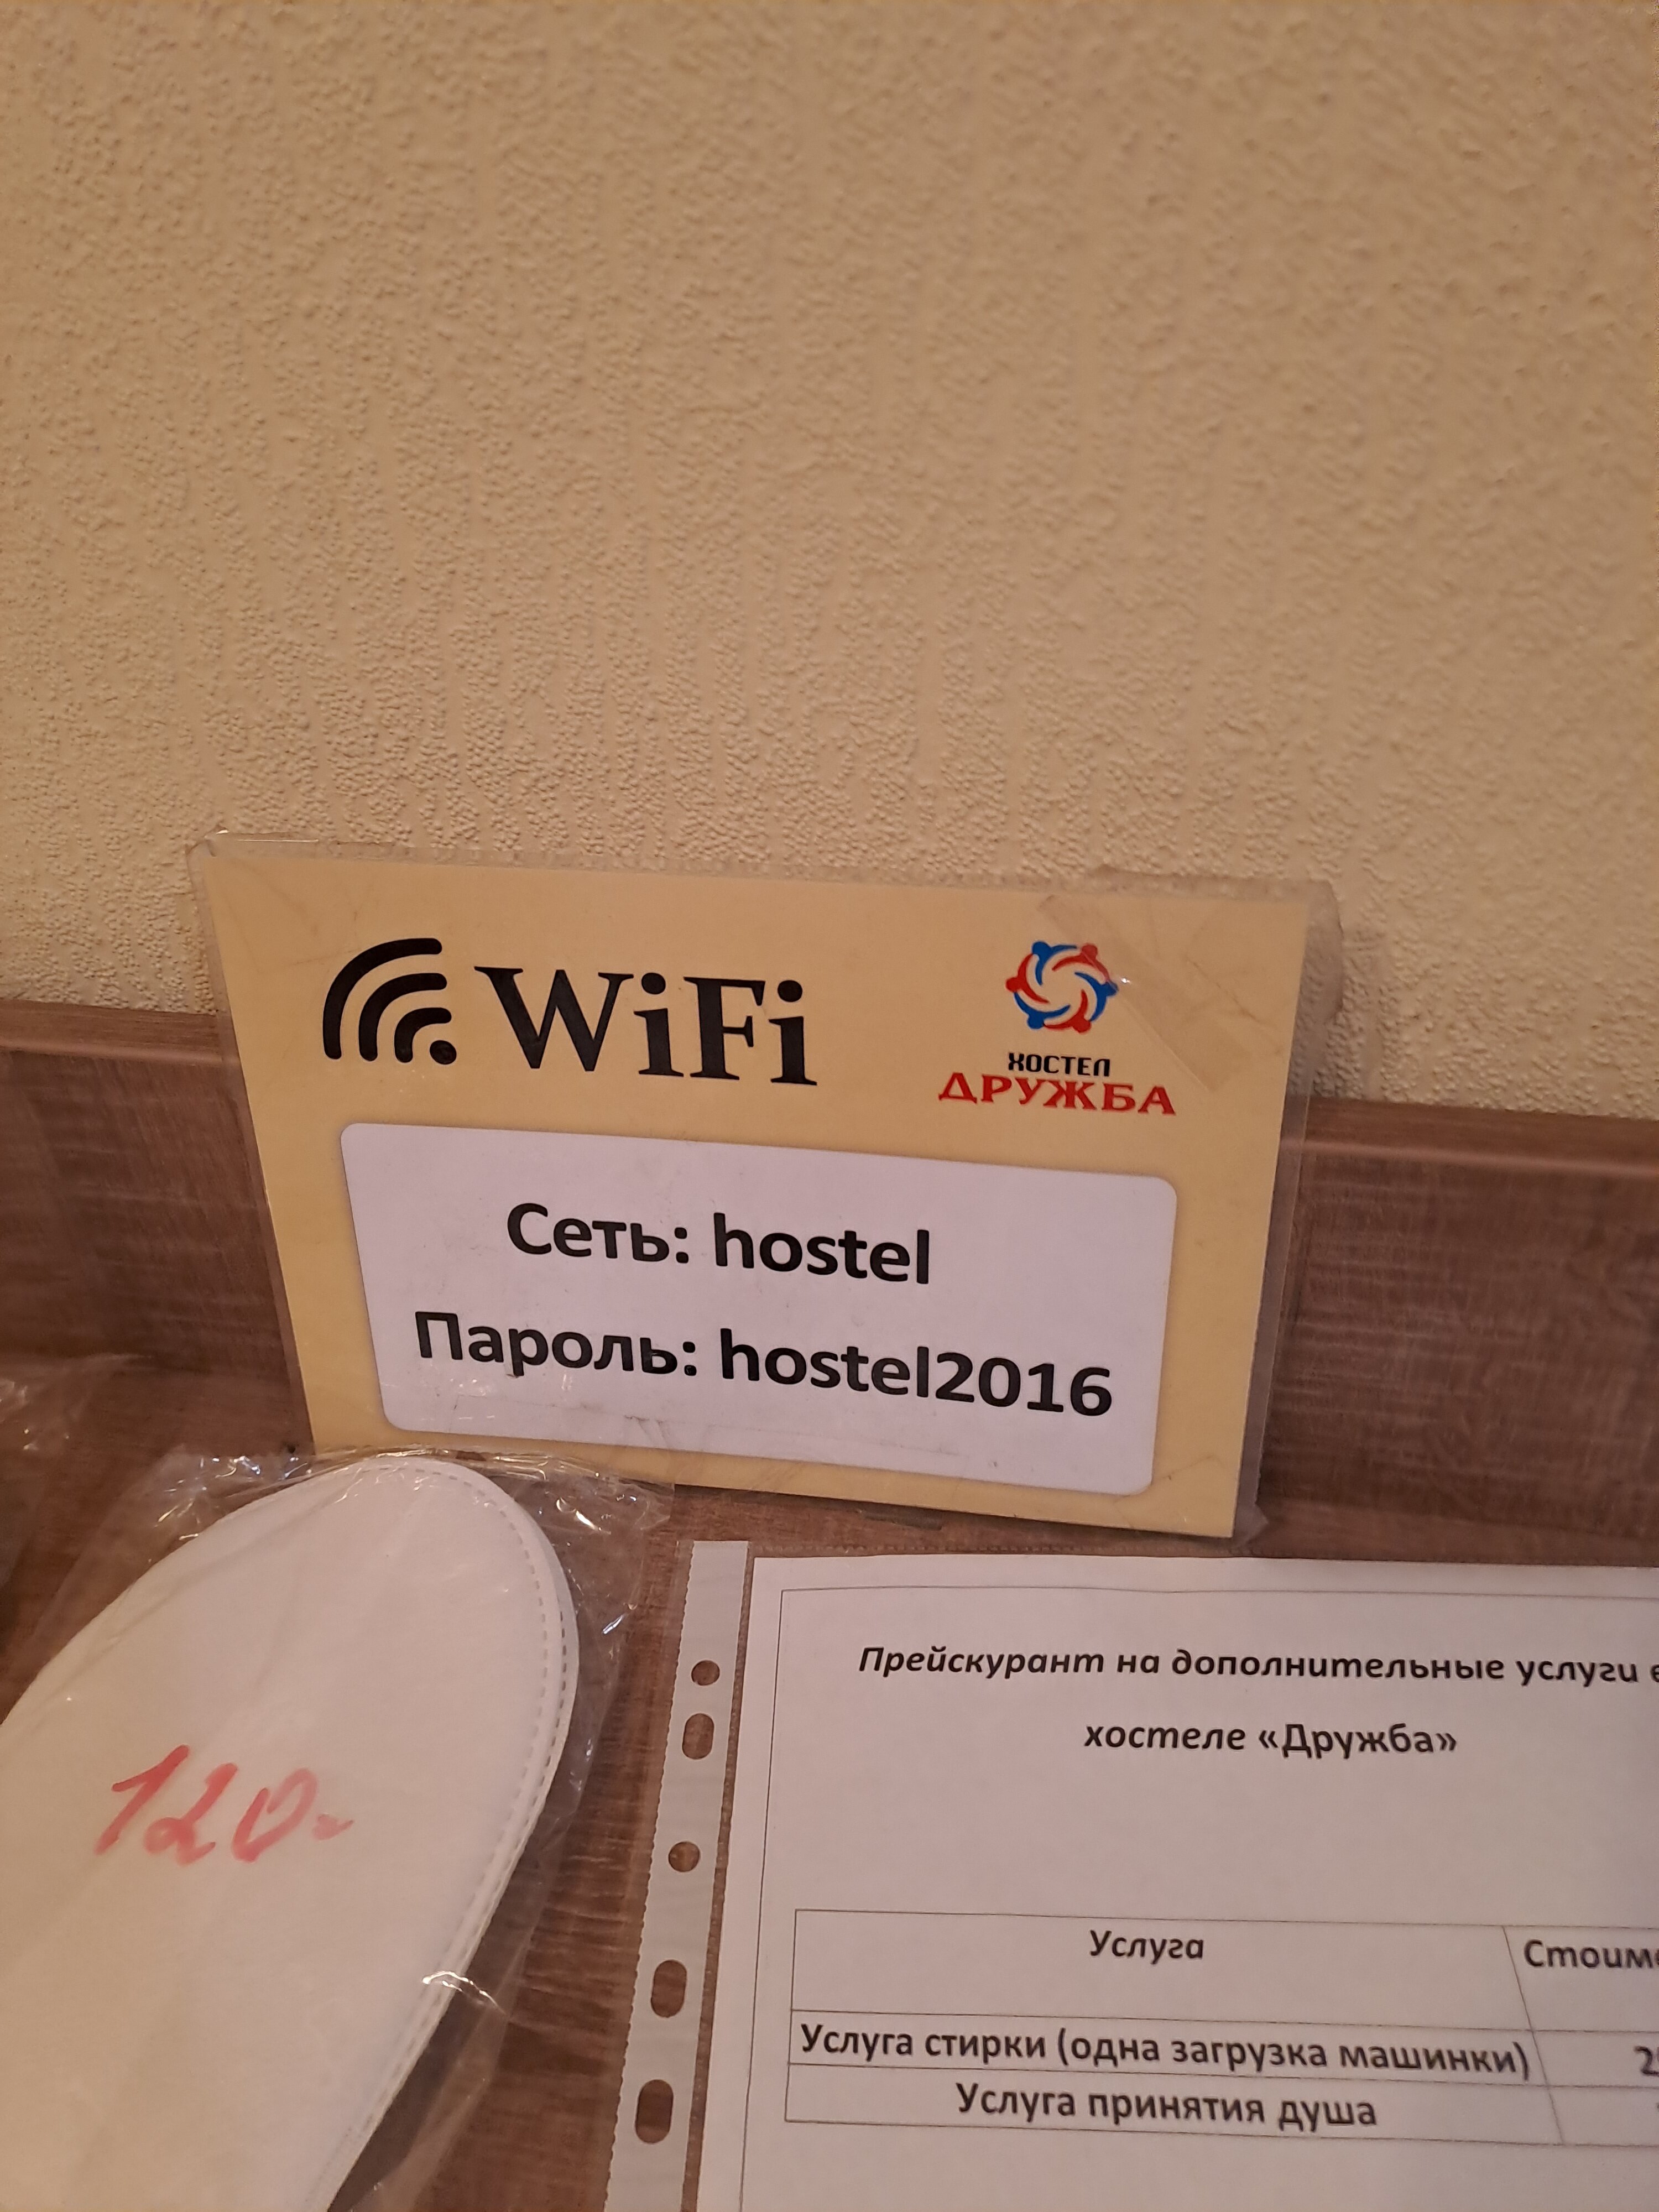 WiFi
ХОСТЕЛ
ДРУЖБА
Сеть: hostel
Пароль: hostel2016
120-
Прейскурант на дополнительные услуги в
хостеле «Дружба»
Услуга
Услуга стирки (одна загрузка машинки)
Услуга принятия душа